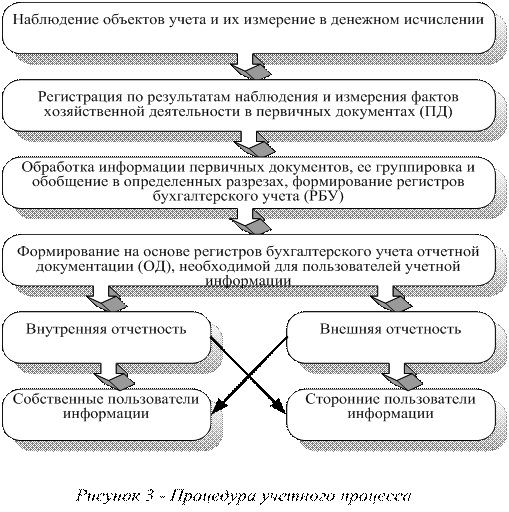 Наблюдение объектов учета и их измерение в денежном исчислении
Регистрация по результатам наблюдения и измерения фактов
хозяйственной деятельности в первичных документах (ПД)
Обработка информации первичных документов, ее группировка и
обобщение в определенных разрезах, формирование регистров
бухгалтерского учета (РБУ)
Формирование на основе регистров бухгалтерского учета отчетной
документации (ОД), необходимой для пользователей учетной
информации
Внутренняя отчетность
Внешняя отчетность
Собственные пользователи
информации
Сторонние пользователи
информации
Рисунок 3 - Процедура учетного процесса